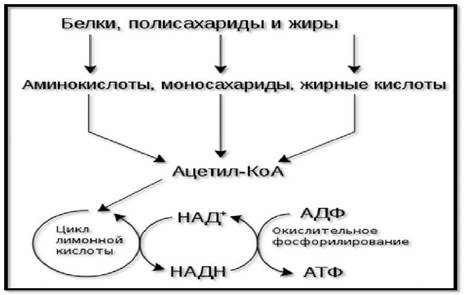 Белки, полисахариды и жиры
Аминокислоты, моносахариды, жирные кислоты
Ацетил-КоА
Цикл
лимонной
кислоты
НАД⁺
НАДН
АДФ
Окислительное
фосфорилирование
АТФ